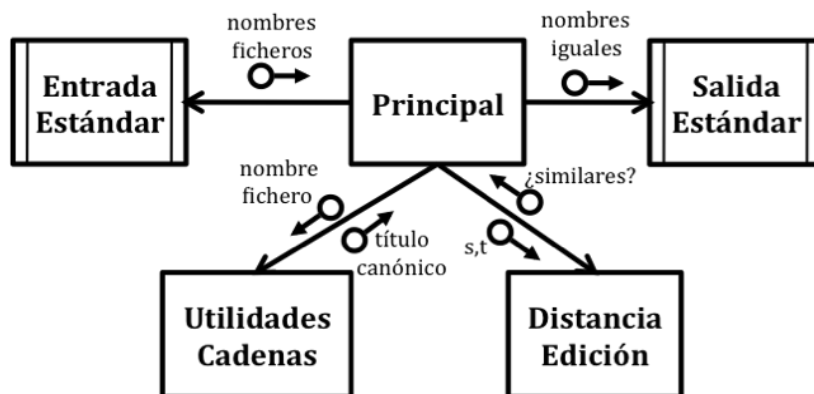 nombres
ficheros
nombres
iguales
Entrada
Estándar
Principal
Salida
Estándar
nombre
fichero
¿similares?
título
canónico
s,t
Utilidades
Cadenas
Distancia
Edición